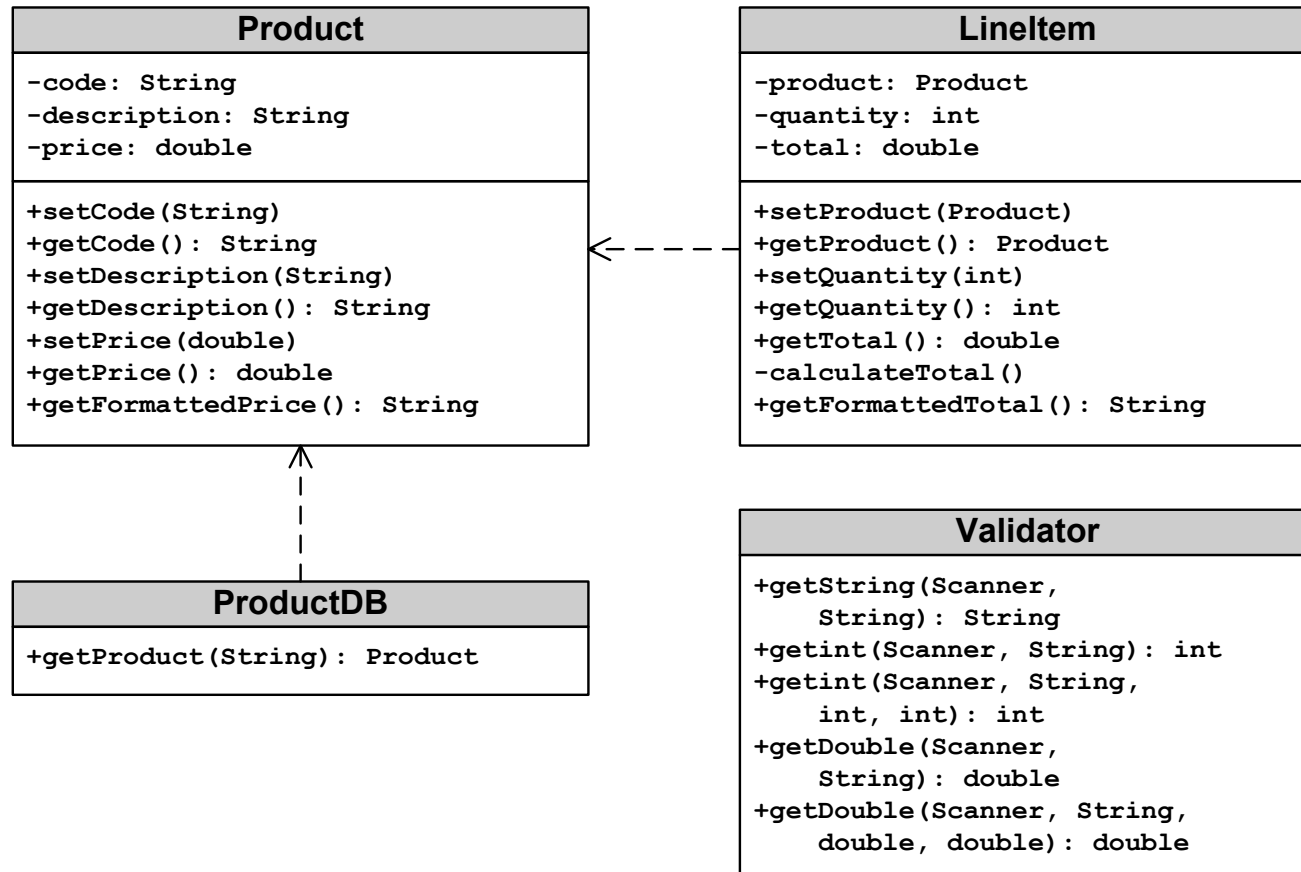 Product
-code: String
-description: String
-price: double
+setCode(String)
+getCode(): String
+setDescription(String)
+getDescription(): String
+setPrice(double)
+getPrice(): double
+getFormattedPrice(): String
LineItem
-product: Product
-quantity: int
-total: double
+setProduct(Product)
+getProduct(): Product
+setQuantity(int)
+getQuantity(): int
+getTotal(): double
-calculateTotal()
+getFormattedTotal(): String
ProductDB
+getProduct(String): Product
Validator
+getString(Scanner,
String): String
+getint(Scanner, String): int
+getint(Scanner, String,
int, int): int
+getDouble(Scanner,
String): double
+getDouble(Scanner, String,
double, double): double